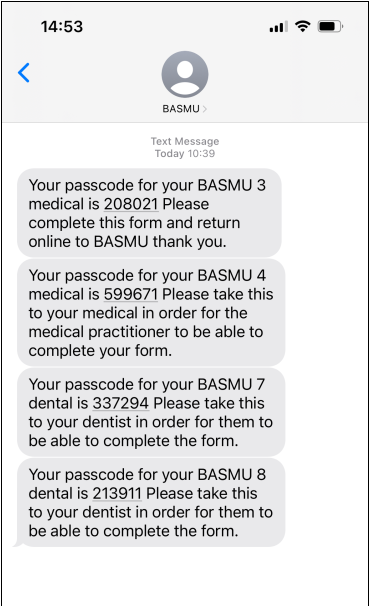 14:53
BASMU
Text Message
Today 10:39
Your passcode for your BASMU 3
medical is 208021 Please
complete this form and return
online to BASMU thank you.
Your passcode for your BASMU 4
medical is 599671 Please take this
to your medical in order for the
medical practitioner to be able to
complete your form.
Your passcode for your BASMU 7
dental is 337294 Please take this
to your dentist in order for them to
be able to complete the form.
Your passcode for your BASMU 8
dental is 213911 Please take this
to your dentist in order for them to
be able to complete the form.